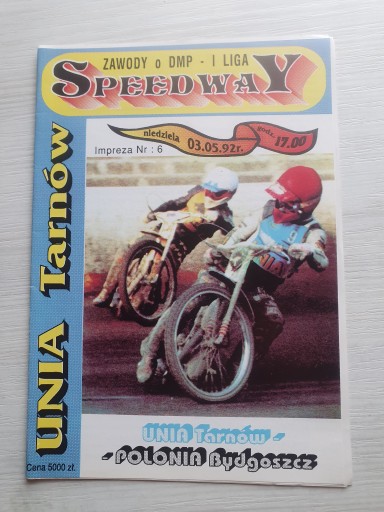 ZAWODY o DMP - I LIGA
SPEEDWAY
niedziela 03.05.92r. godz. 17.00
Impreza Nr : 6
UNIA Tarnów
UNIA Tarnów -
- POLONIA Bydgoszcz
Cena 5000 zł.